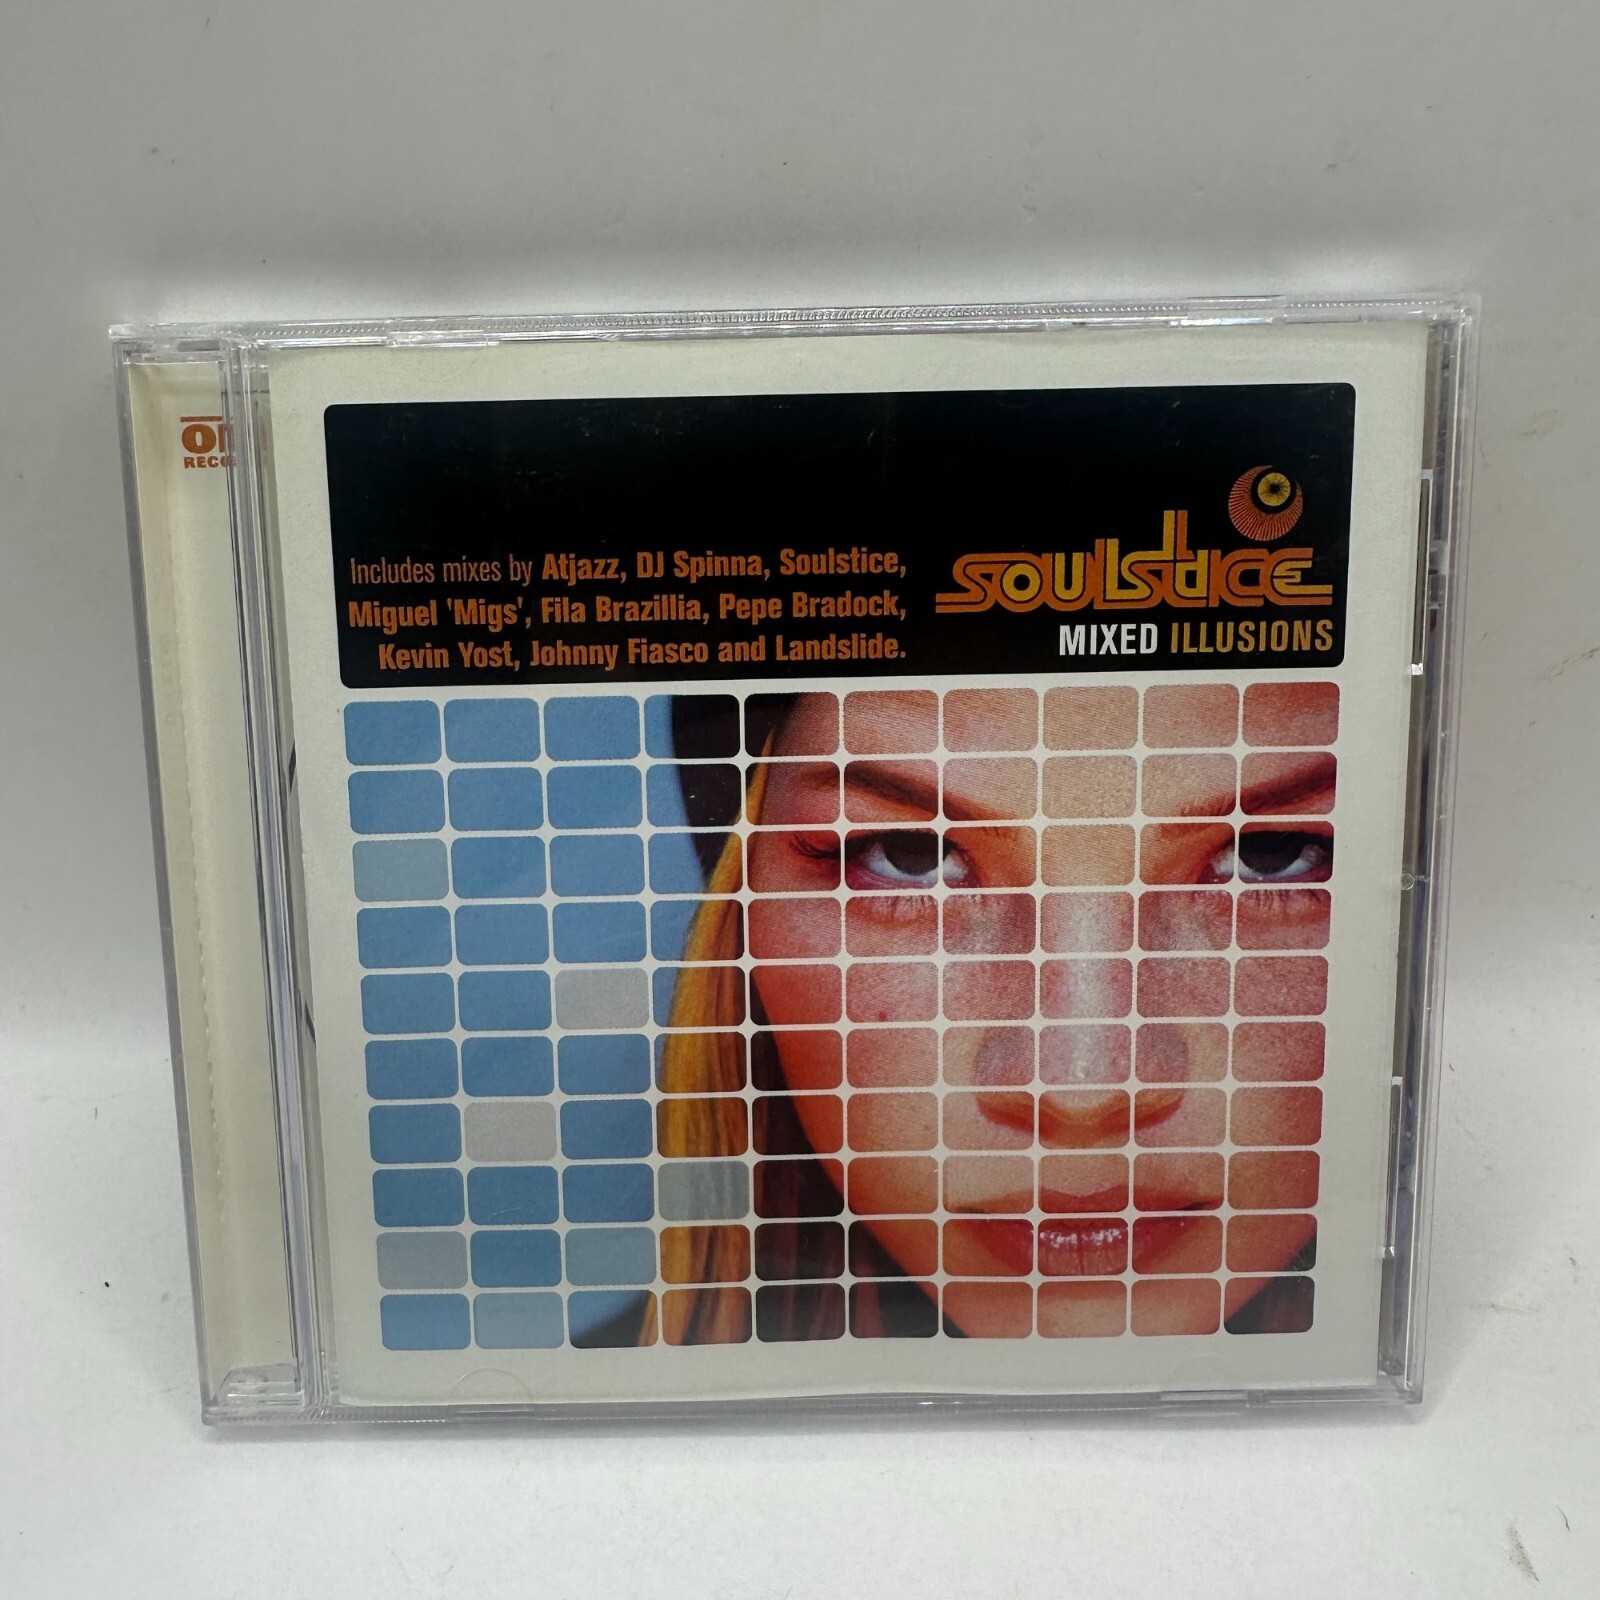 Includes mixes by Atjazz, DJ Spinna, Soulstice,
Miguel 'Migs', Fila Brazillia, Pepe Bradock,
Kevin Yost, Johnny Fiasco and Landslide.
SOULSTICE
MIXED ILLUSIONS